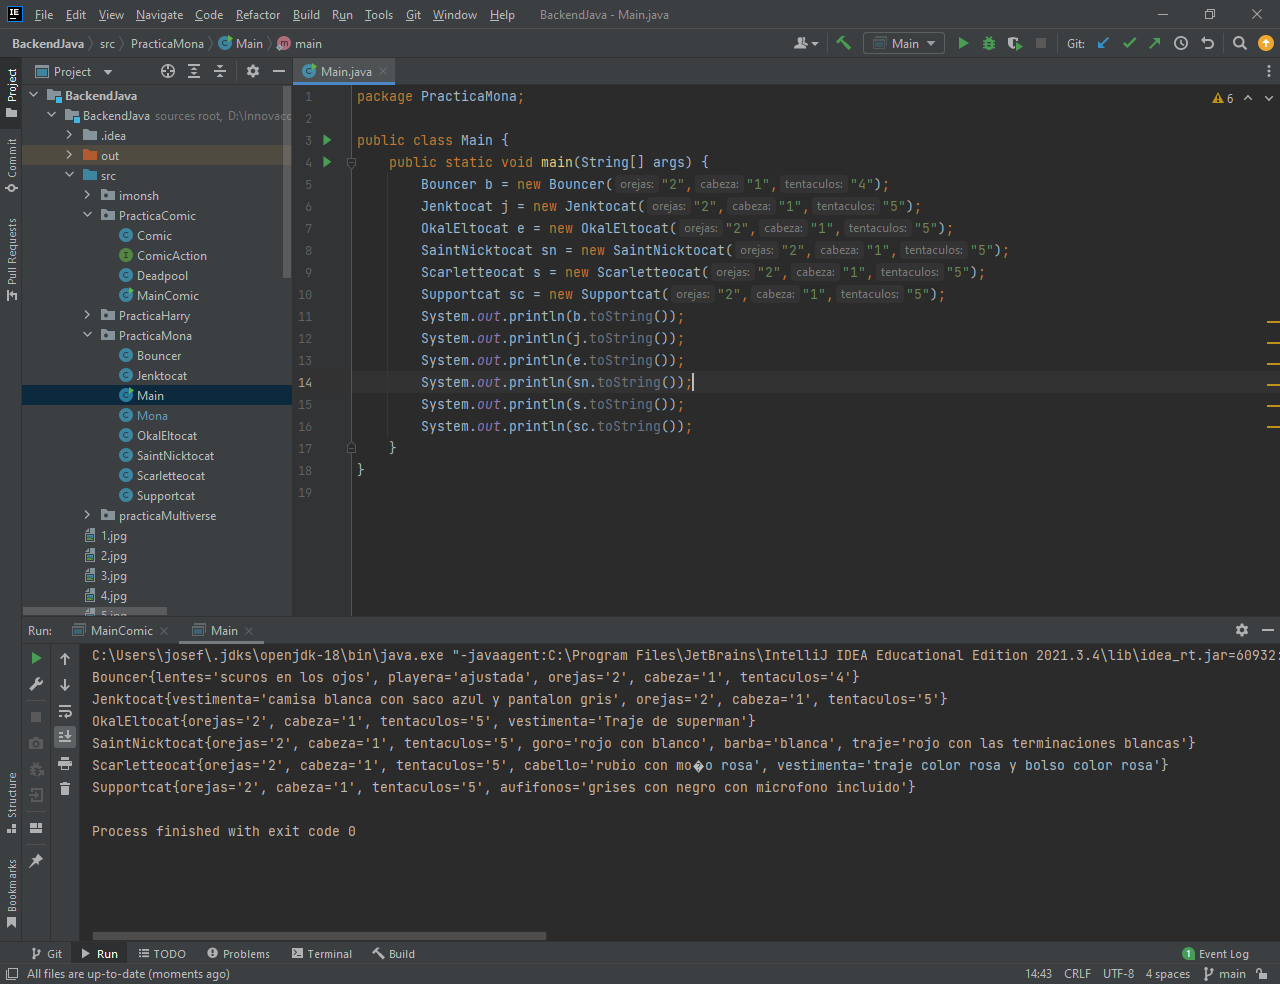 File Edit View Navigate Code Refactor Build Run Tools Git Window Help BackendJava - Main.java
BackendJava src PracticaMona Main main
Main Git:
Project
Main.java
Project
Commit
Pull Requests
Structure
Bookmarks
BackendJava
BackendJava sources root, D:\Innovacc
.idea
out
src
imonsh
PracticaComic
Comic
ComicAction
Deadpool
MainComic
PracticaHarry
PracticaMona
Bouncer
Jenktocat
Main
Mona
OkalEltocat
SaintNicktocat
Scarletteocat
Supportcat
practicaMultiverse
1.jpg
2.jpg
3.jpg
4.jpg
5.jpg
6
1 package PracticaMona;
2
3 public class Main {
4 public static void main(String[] args) {
5 Bouncer b = new Bouncer( orejas: "2", cabeza: "1", tentaculos: "4");
6 Jenktocat j = new Jenktocat( orejas: "2", cabeza: "1", tentaculos: "5");
7 OkalEltocat e = new OkalEltocat( orejas: "2", cabeza: "1", tentaculos: "5");
8 SaintNicktocat sn = new SaintNicktocat( orejas: "2", cabeza: "1", tentaculos: "5");
9 Scarletteocat s = new Scarletteocat( orejas: "2", cabeza: "1", tentaculos: "5");
10 Supportcat sc = new Supportcat( orejas: "2", cabeza: "1", tentaculos: "5");
11 System.out.println(b.toString());
12 System.out.println(j.toString());
13 System.out.println(e.toString());
14 System.out.println(sn.toString());
15 System.out.println(s.toString());
16 System.out.println(sc.toString());
17 }
18 }
19
Run: MainComic Main
C:\Users\josef\.jdks\openjdk-18\bin\java.exe "-javaagent:C:\Program Files\JetBrains\IntelliJ IDEA Educational Edition 2021.3.4\lib\idea_rt.jar=60932:
Bouncer{lentes='scuros en los ojos', playera='ajustada', orejas='2', cabeza='1', tentaculos='4'}
Jenktocat{vestimenta='camisa blanca con saco azul y pantalon gris', orejas='2', cabeza='1', tentaculos='5'}
OkalEltocat{orejas='2', cabeza='1', tentaculos='5', vestimenta='Traje de superman'}
SaintNicktocat{orejas='2', cabeza='1', tentaculos='5', goro='rojo con blanco', barba='blanca', traje='rojo con las terminaciones blancas'}
Scarletteocat{orejas='2', cabeza='1', tentaculos='5', cabello='rubio con mo�o rosa', vestimenta='traje color rosa y bolso color rosa'}
Supportcat{orejas='2', cabeza='1', tentaculos='5', aufifonos='grises con negro con microfono incluido'}
Process finished with exit code 0
Git Run TODO Problems Terminal Build 1 Event Log
All files are up-to-date (moments ago) 14:43 CRLF UTF-8 4 spaces main